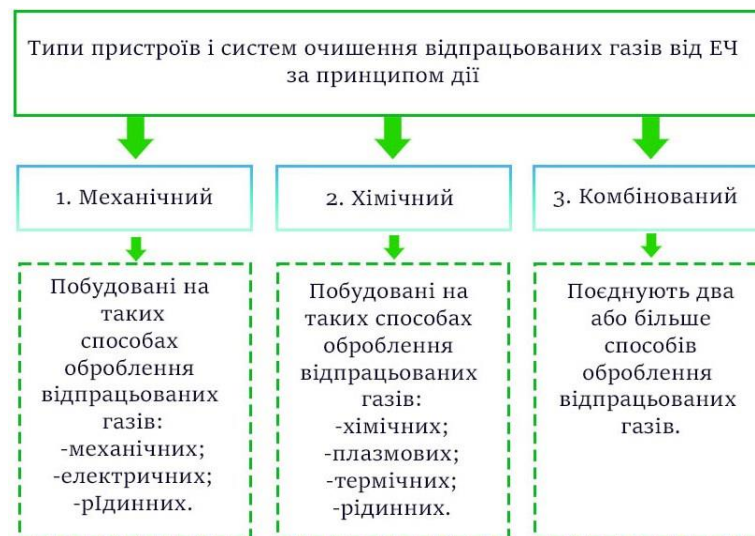 Типи пристроїв і систем очишення відпрацьованих газів від ЕЧ
за принципом дії
1. Механічний
2. Хімічний
3. Комбінований
Побудовані на
таких
способах
оброблення
відпрацьованих
газів:
-механічних;
-електричних;
-рІдинних.
Побудовані на
таких способах
оброблення
відпрацьованих
газів:
-хімічних;
-плазмових;
-термічних;
-рідинних.
Поєднують два
або більше
способів
оброблення
відпрацьованих
газів.